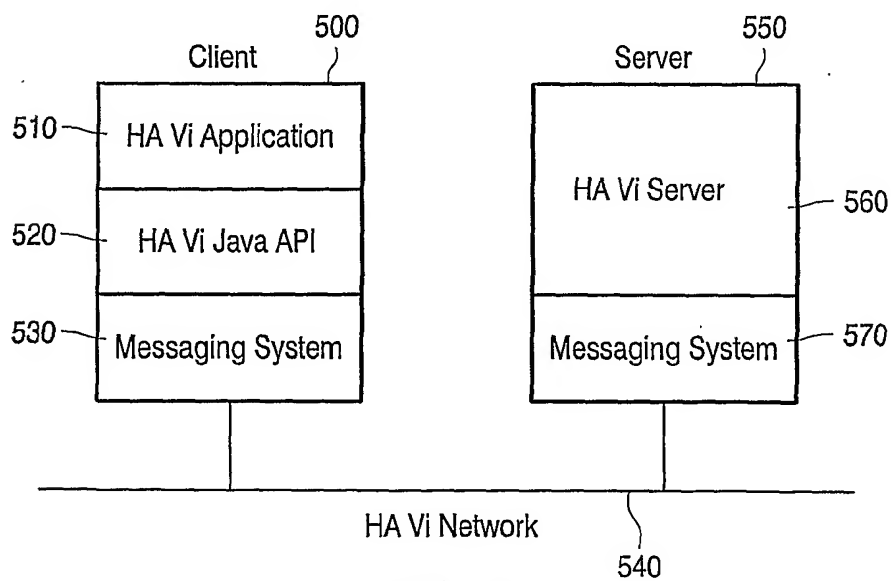 500
550
Client
Server
510
HA Vi Application
HA Vi Server
560
520
HA Vi Java API
530
Messaging System
Messaging System
570
HA Vi Network
540